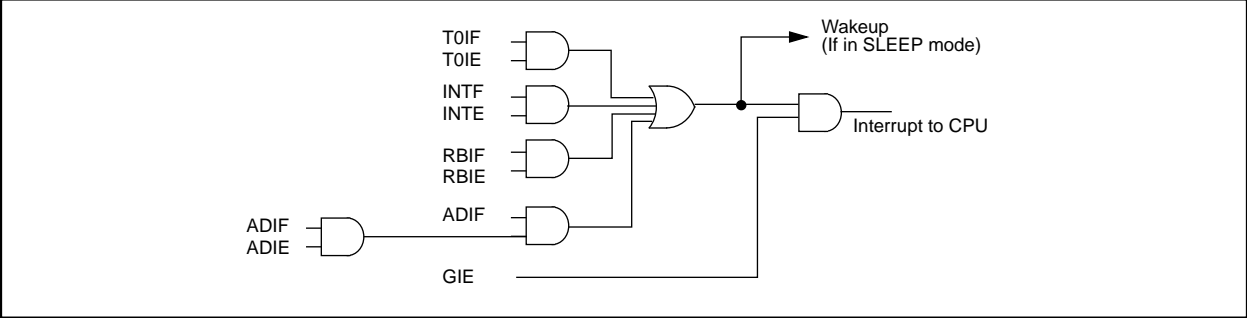 T0IF
T0IE
INTF
INTE
RBIF
RBIE
ADIF
ADIF
ADIE
GIE
Wakeup
(If in SLEEP mode)
Interrupt to CPU